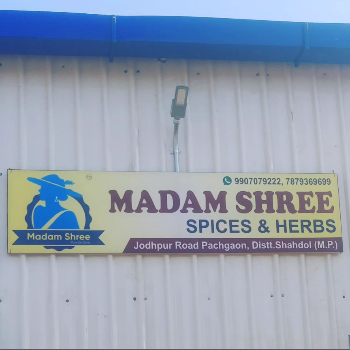 9907079222, 7879369699
MADAM SHREE
SPICES & HERBS
Madam Shree
Jodhpur Road Pachgaon, Distt.Shahdol (M.P.)